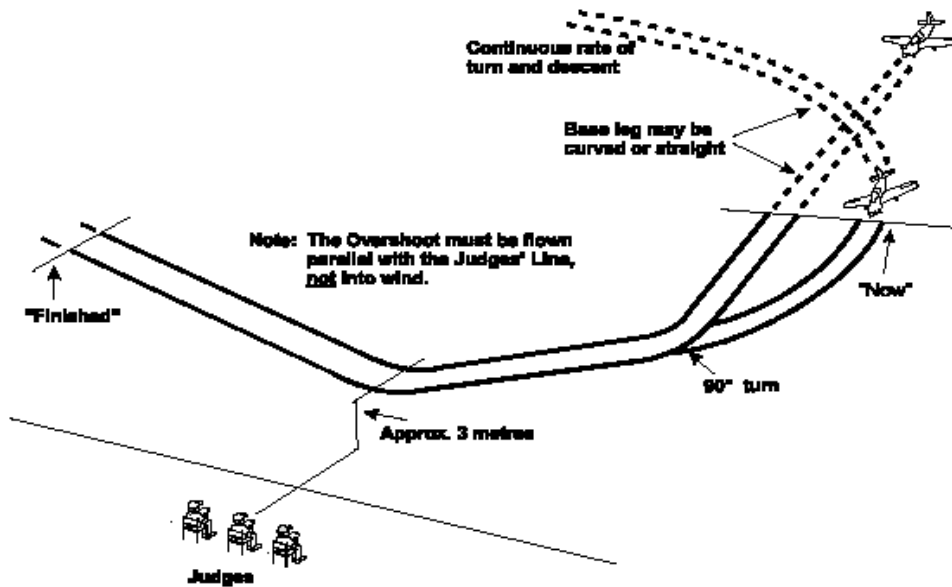 Continuous rate of
turn and descent
Base leg may be
curved or straight
Note: The Overshoot must be flown
parallel with the Judges' Line,
not into wind.
"Finished"
"Now"
90° turn
Approx. 3 metres
Judges